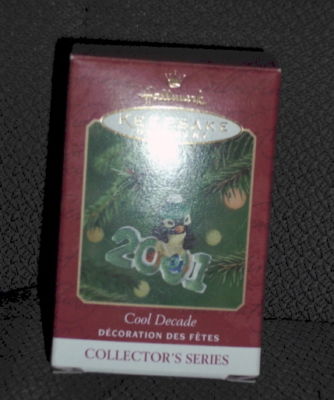 Hallmark
KEEPSAKE
2001
Cool Decade
DÉCORATION DES FÊTES
COLLECTOR'S SERIES